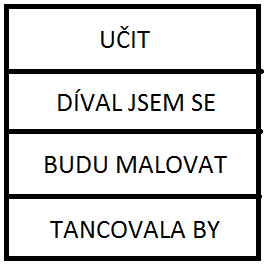 UČIT
DÍVAL JSEM SE
BUDU MALOVAT
TANCOVALA BY